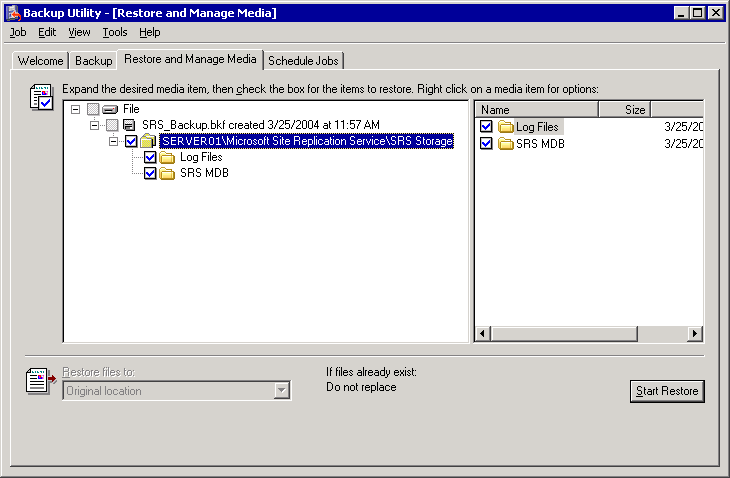 Backup Utility - [Restore and Manage Media]
Job Edit View Tools Help
Welcome Backup Restore and Manage Media Schedule Jobs
Expand the desired media item, then check the box for the items to restore. Right click on a media item for options:
File
SRS_Backup.bkf created 3/25/2004 at 11:57 AM
SERVER01\Microsoft Site Replication Service\SRS Storage
Log Files
SRS MDB
Name Size
Log Files 3/25/20
SRS MDB 3/25/20
Restore files to:
Original location
If files already exist:
Do not replace
Start Restore